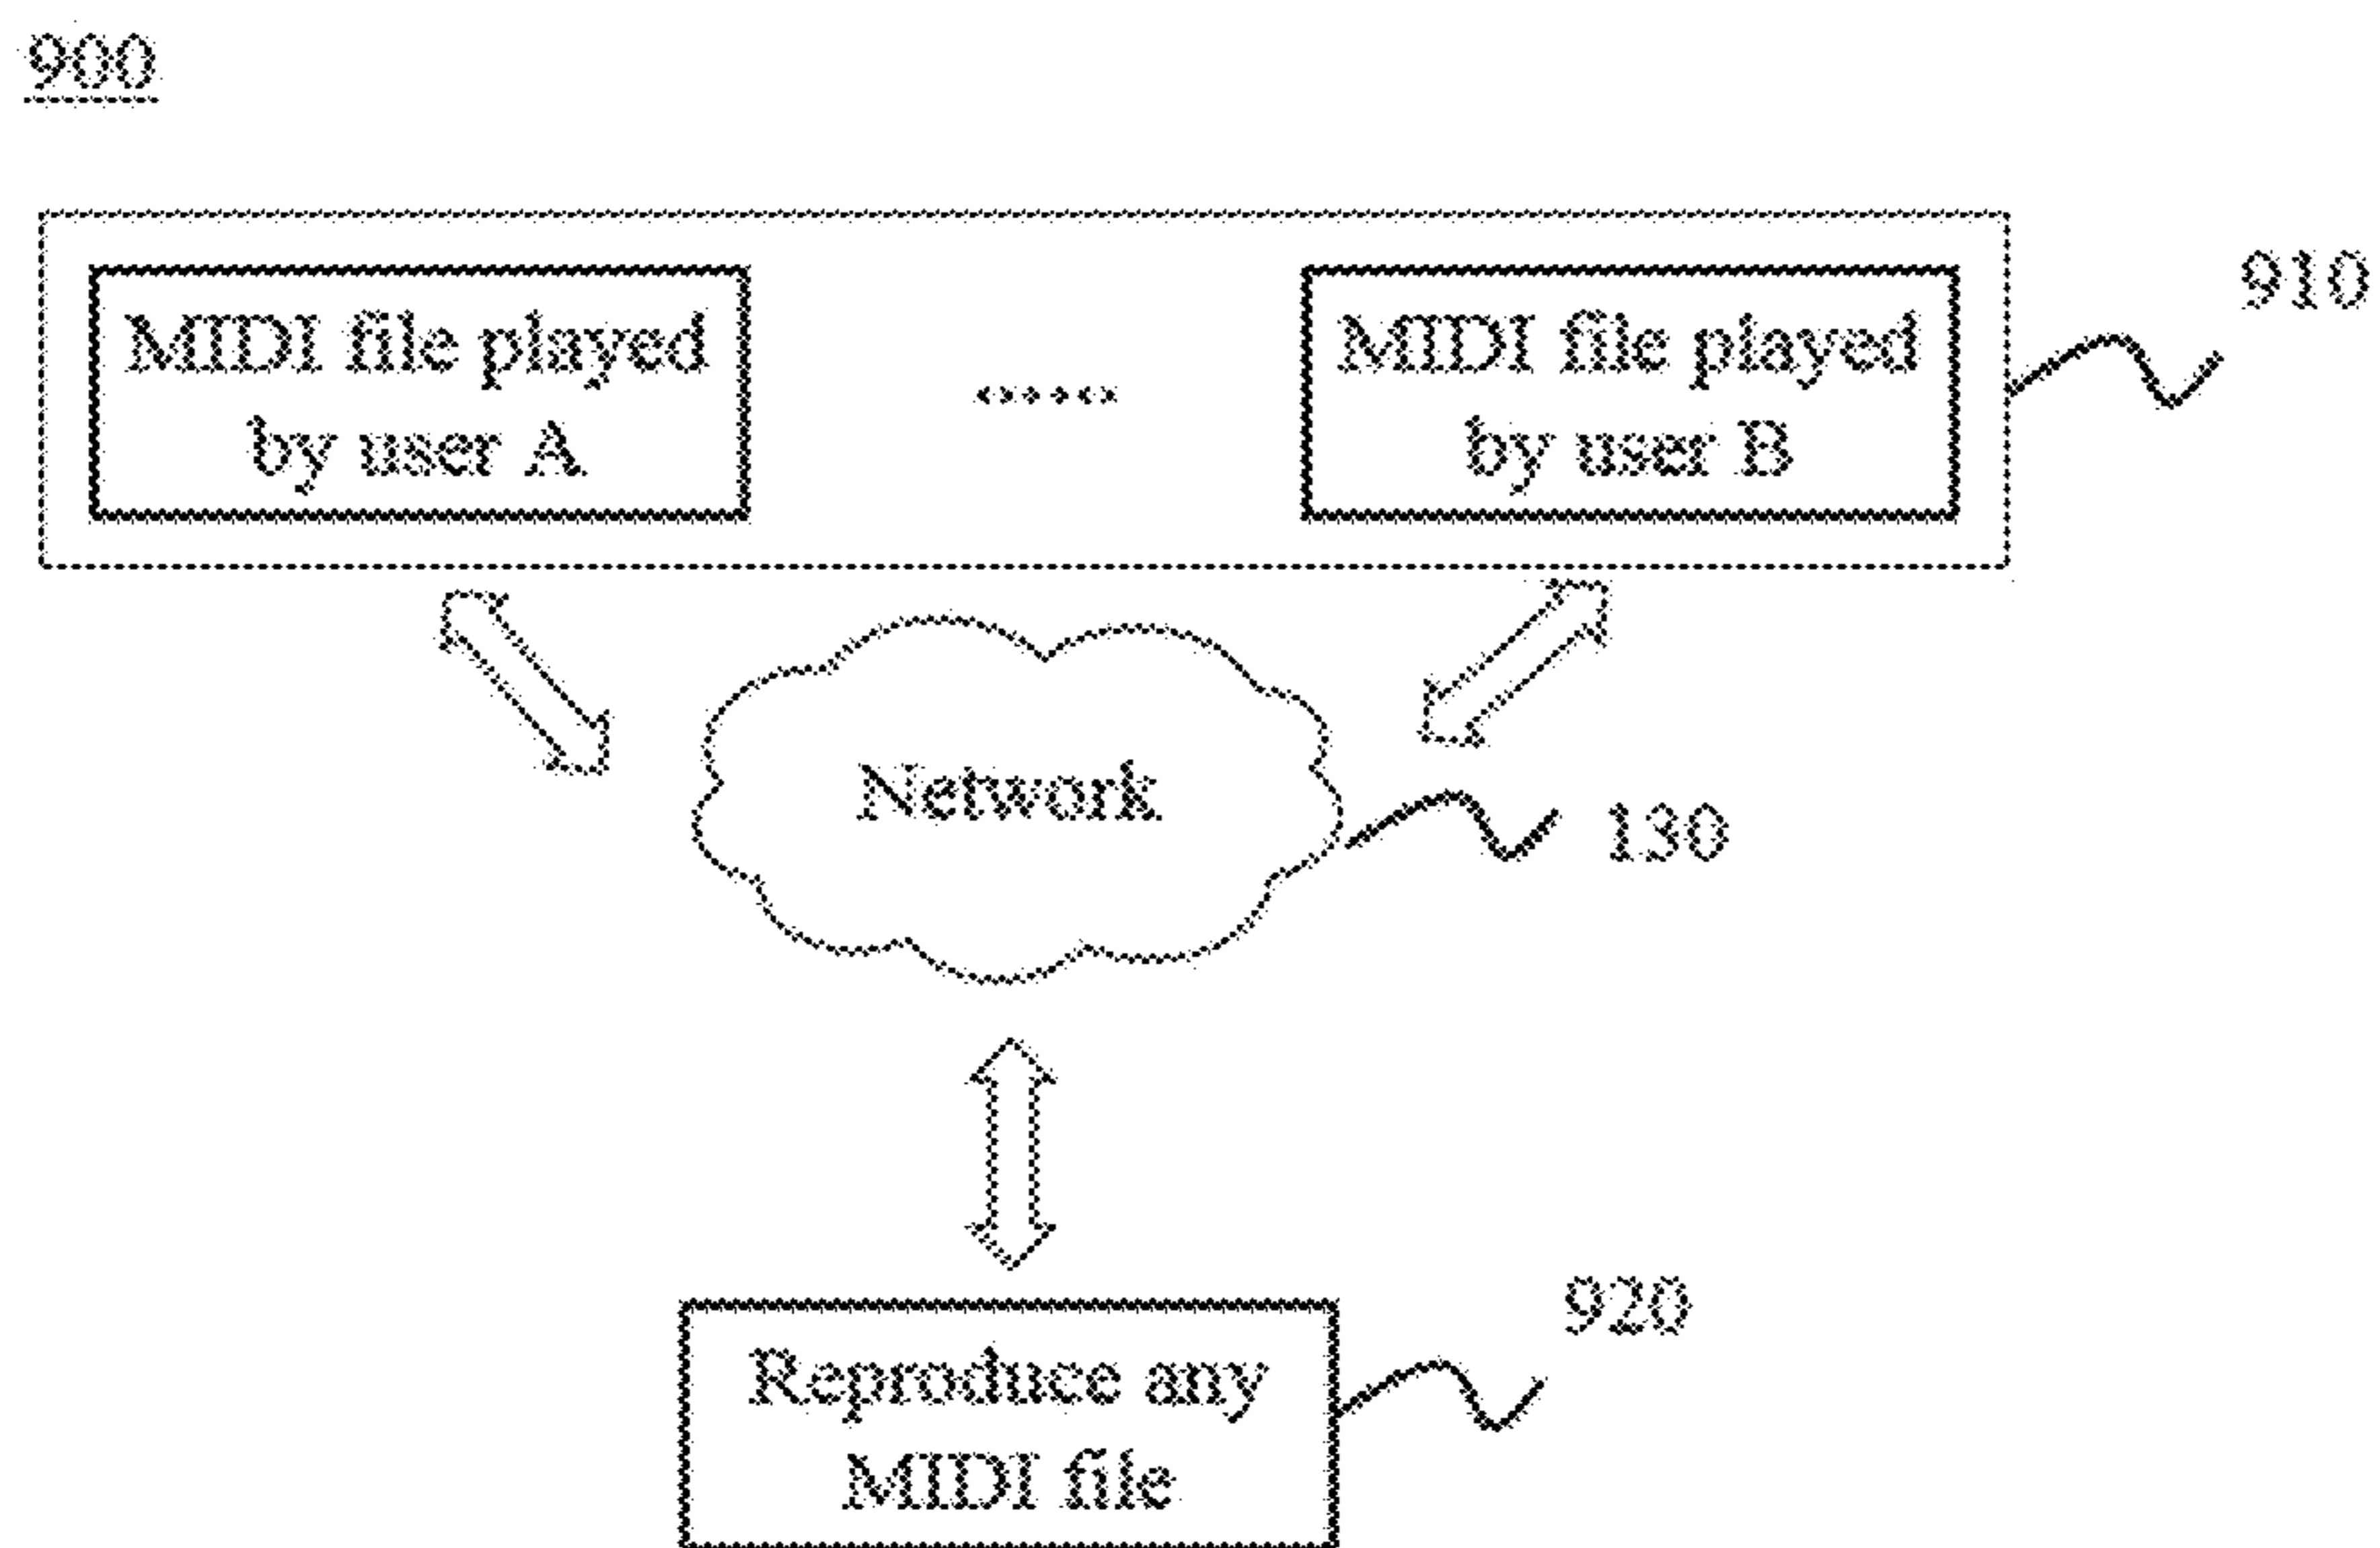 900
MIDI file played
by user A
......
MIDI file played
by user B
910
Network
130
920
Reproduce any
MIDI file